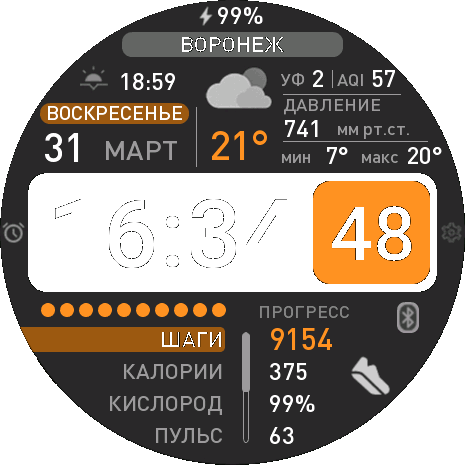 99%
ВОРОНЕЖ
18:59
УФ 2 | AQI 57
ВОСКРЕСЕНЬЕ
ДАВЛЕНИЕ
31 МАРТ
21°
741 мм рт.ст.
мин 7° макс 20°
16:34 48
ПРОГРЕСС
ШАГИ 9154
КАЛОРИИ 375
КИСЛОРОД 99%
ПУЛЬС 63